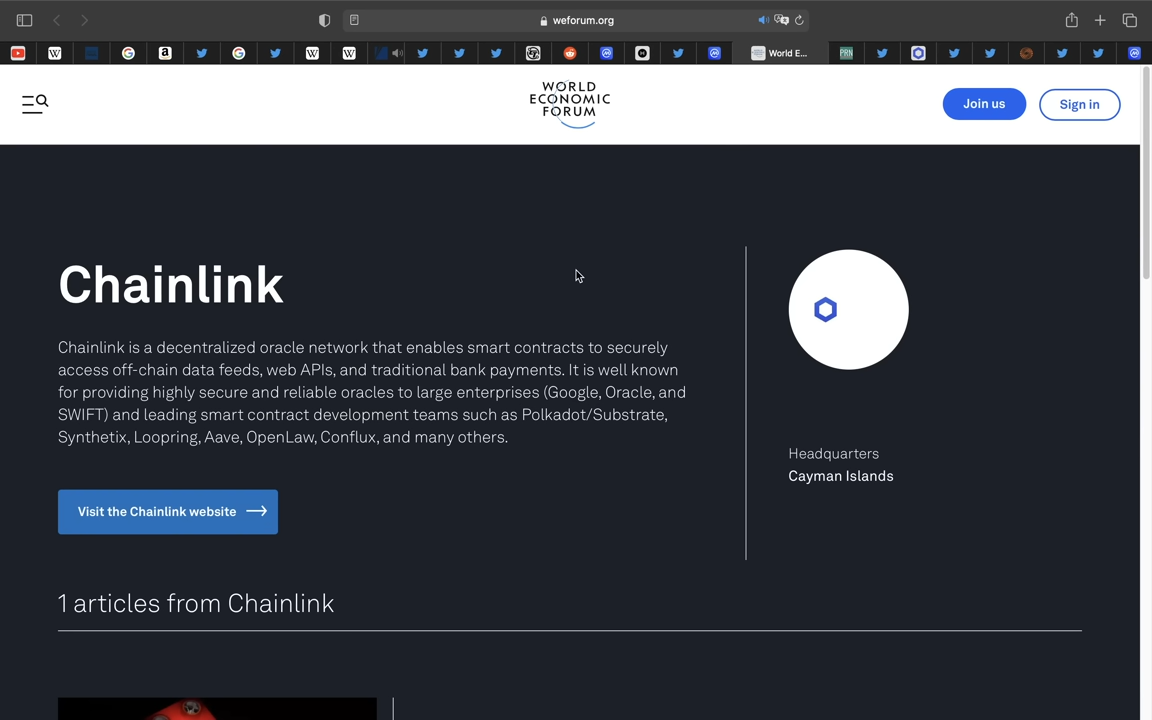 weforum.org
World E...
PRN
WORLD
ECONOMIC
FORUM
Join us
Sign in
Chainlink
Chainlink is a decentralized oracle network that enables smart contracts to securely
access off-chain data feeds, web APIs, and traditional bank payments. It is well known
for providing highly secure and reliable oracles to large enterprises (Google, Oracle, and
SWIFT) and leading smart contract development teams such as Polkadot/Substrate,
Synthetix, Loopring, Aave, OpenLaw, Conflux, and many others.
Headquarters
Cayman Islands
Visit the Chainlink website
1 articles from Chainlink